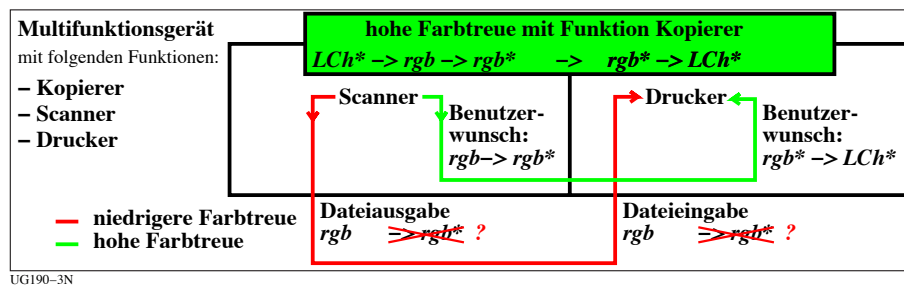 Multifunktionsgerät
mit folgenden Funktionen:
– Kopierer
– Scanner
– Drucker
hohe Farbtreue mit Funktion Kopierer
LCh* –> rgb –> rgb* –> rgb* –> LCh*
Scanner
Benutzer-
wunsch:
rgb–> rgb*
Drucker
Benutzer-
wunsch:
rgb* –> LCh*
niedrigere Farbtreue
hohe Farbtreue
Dateiausgabe
rgb –> rgb* ?
Dateieingabe
rgb –> rgb* ?
UG190–3N